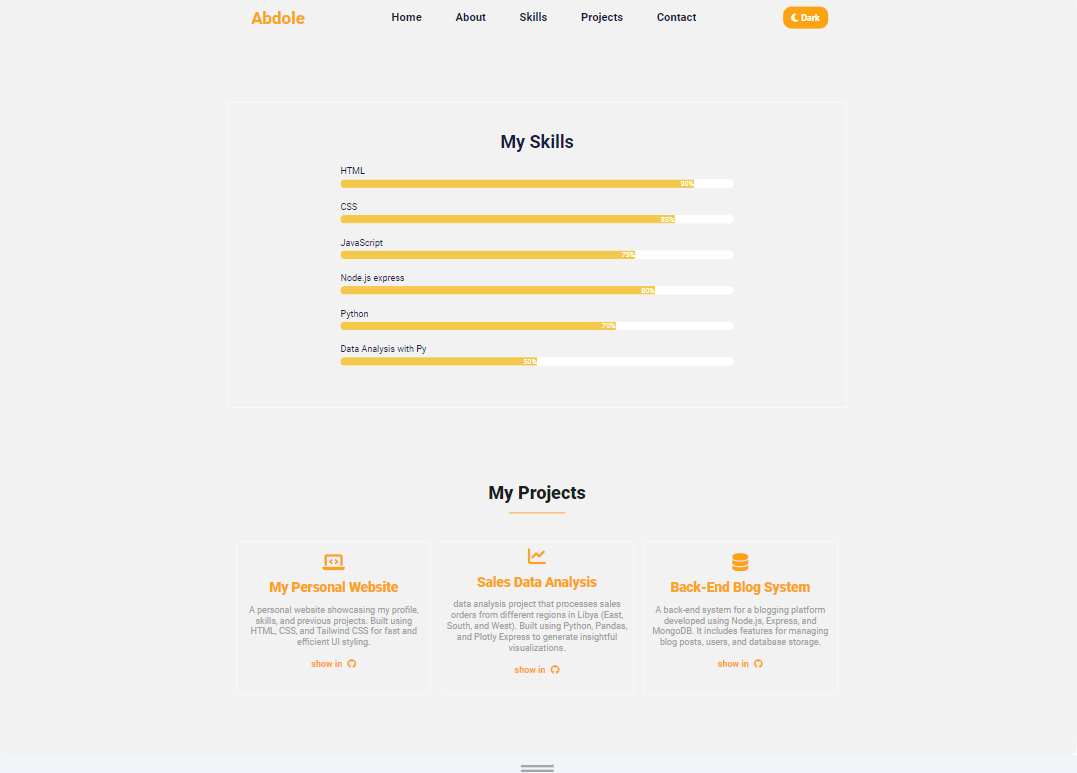 Abdole
Home About Skills Projects Contact
Dark
My Skills
HTML
90%
CSS
85%
JavaScript
75%
Node.js express
80%
Python
70%
Data Analysis with Py
50%
My Projects
My Personal Website
A personal website showcasing my profile,
skills, and previous projects. Built using
HTML, CSS, and Tailwind CSS for fast and
efficient UI styling.
show in
Sales Data Analysis
data analysis project that processes sales
orders from different regions in Libya (East,
South, and West). Built using Python, Pandas,
and Plotly Express to generate insightful
visualizations.
show in
Back-End Blog System
A back-end system for a blogging platform
developed using Node.js, Express, and
MongoDB. It includes features for managing
blog posts, users, and database storage.
show in